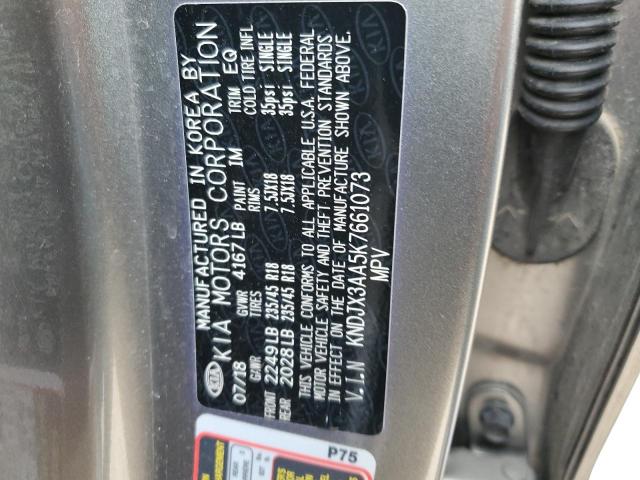 MANUFACTURED IN KOREA BY
KIA KIA MOTORS CORPORATION
07/18 GVWR 4167LB PAINT IM TRIM EQ
GAWR TIRES RIMS COLD TIRE INFL
FRONT 2249LB 235/45 R18 7.5JX18 35psi SINGLE
REAR 2028LB 235/45 R18 7.5JX18 35psi SINGLE
THIS VEHICLE CONFORMS TO ALL APPLICABLE U.S.A. FEDERAL
MOTOR VEHICLE SAFETY AND THEFT PREVENTION STANDARDS
IN EFFECT ON THE DATE OF MANUFACTURE SHOWN ABOVE.
V.I.N KNDJX3AA5K7661073
MPV
P75
REAR